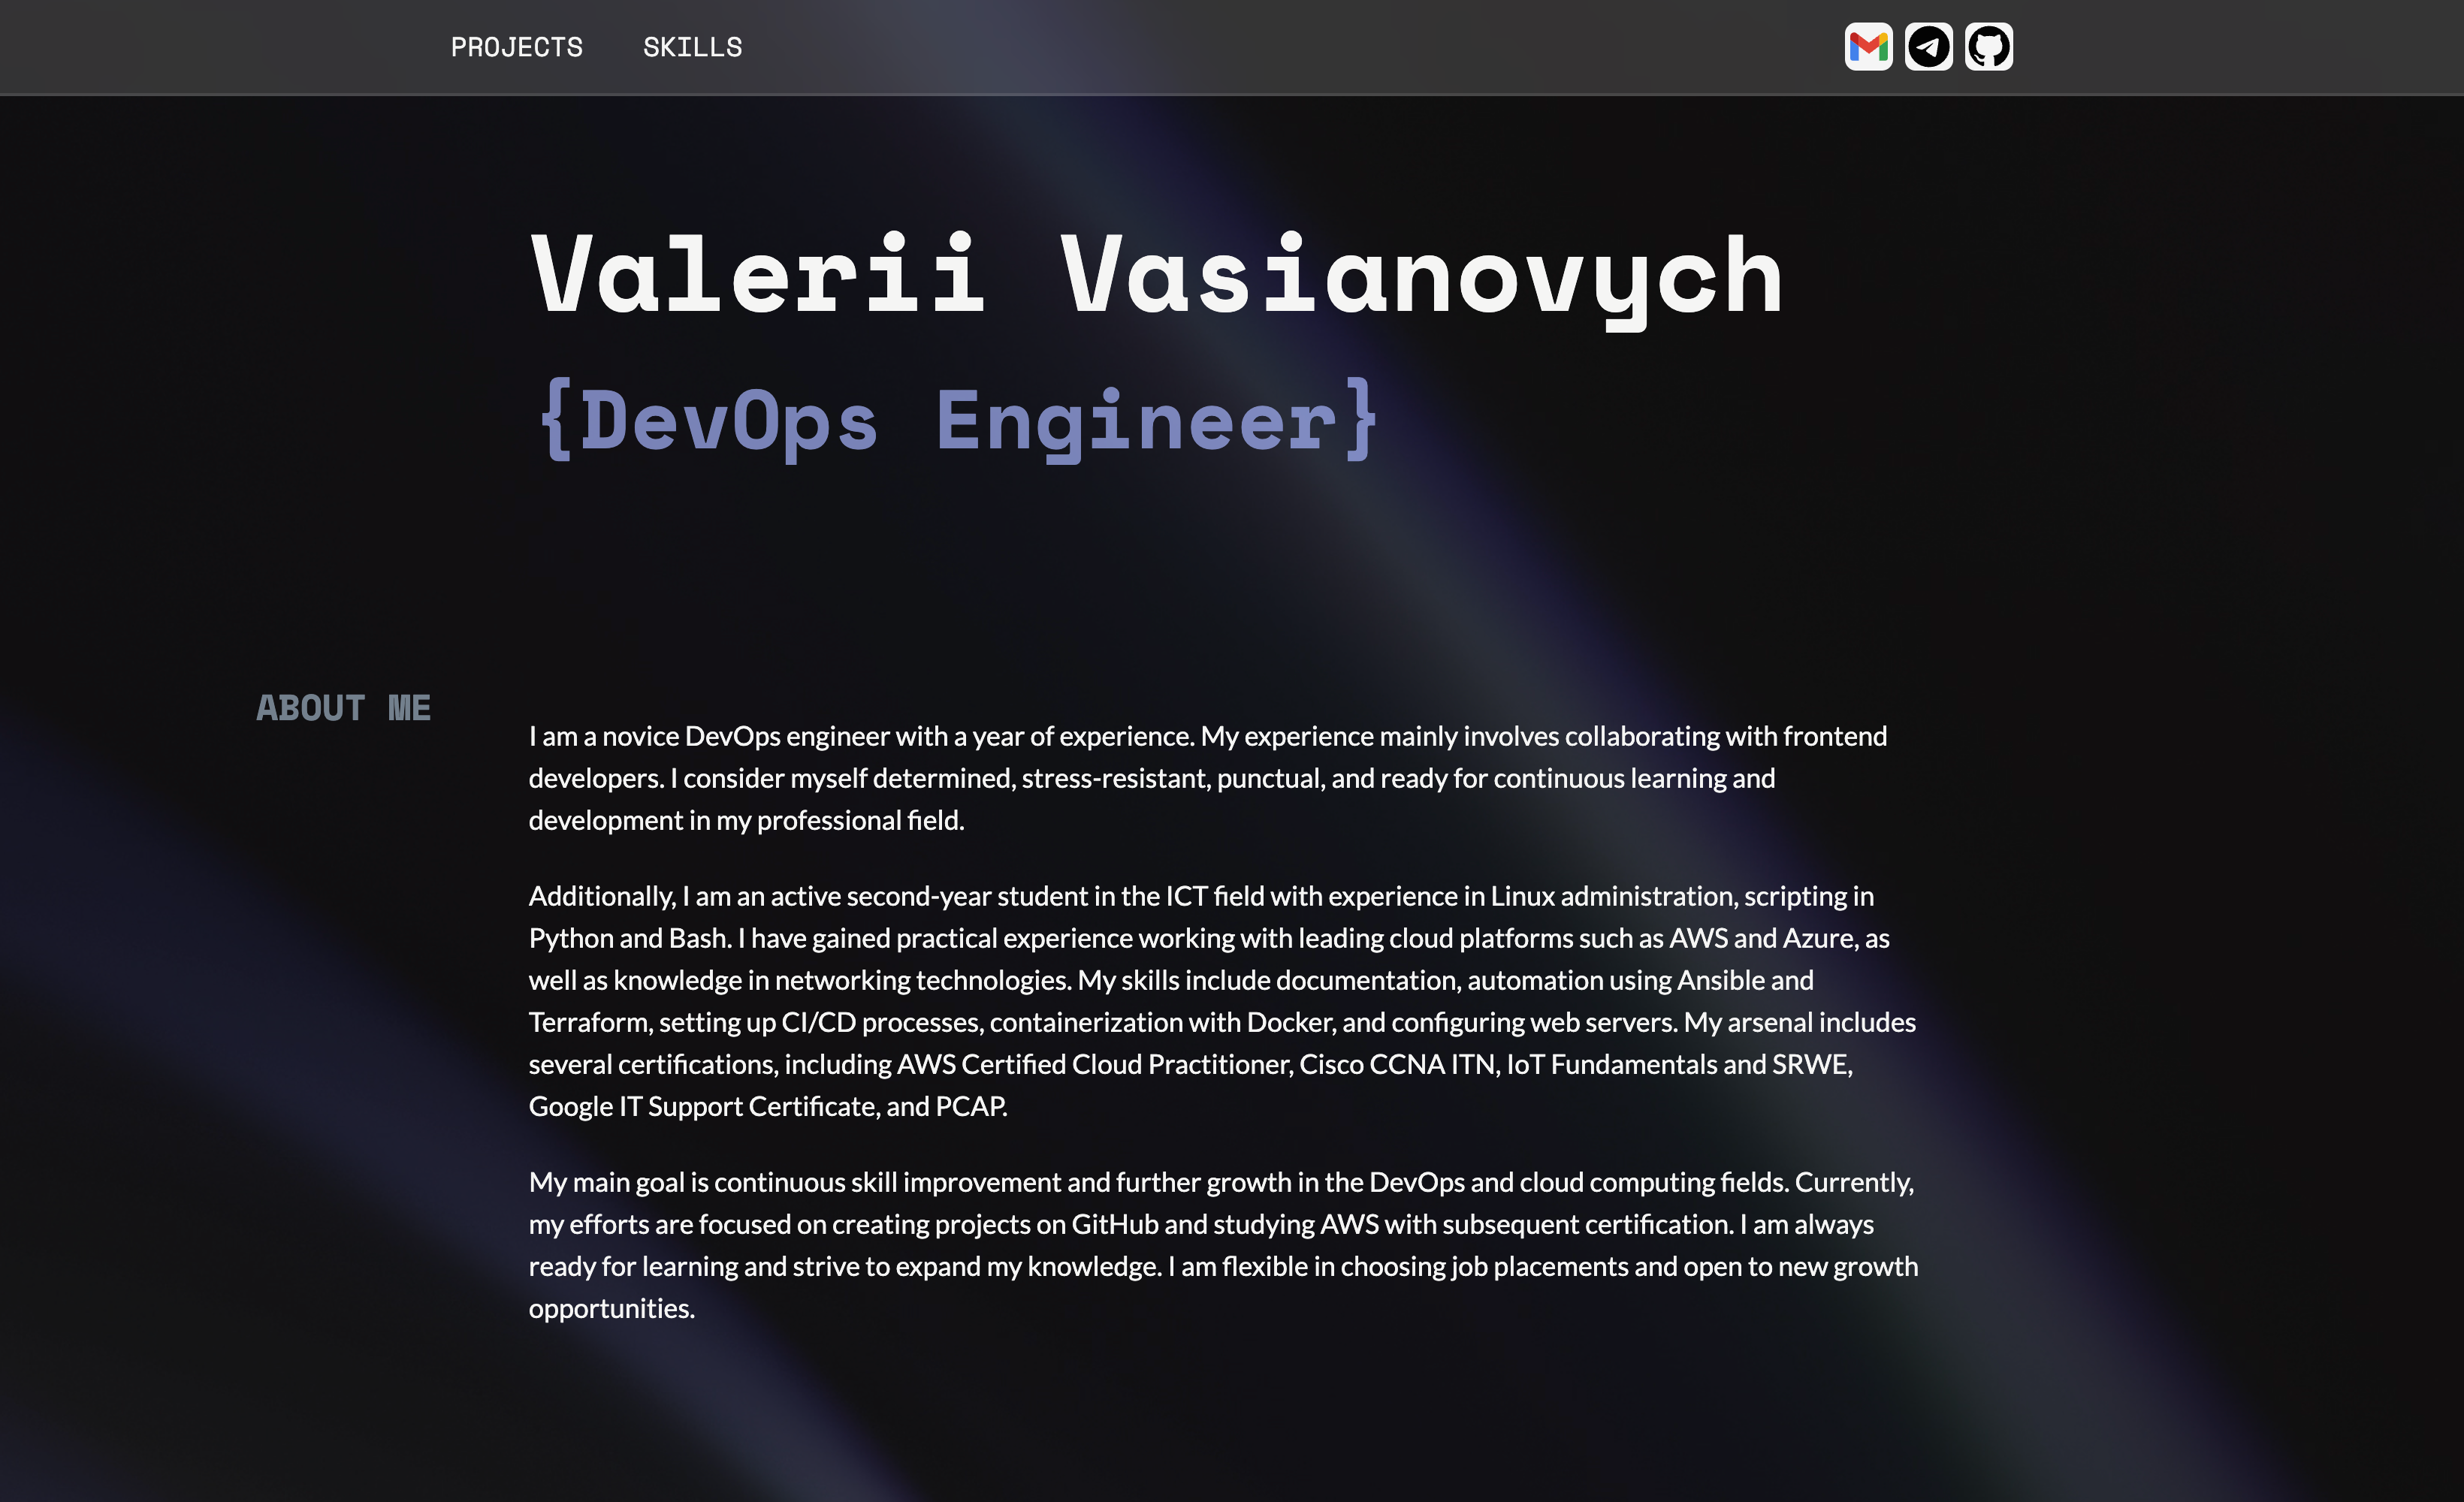 PROJECTS SKILLS
Valerii Vasianovych
{DevOps Engineer}
ABOUT ME
I am a novice DevOps engineer with a year of experience. My experience mainly involves collaborating with frontend
developers. I consider myself determined, stress-resistant, punctual, and ready for continuous learning and
development in my professional field.
Additionally, I am an active second-year student in the ICT field with experience in Linux administration, scripting in
Python and Bash. I have gained practical experience working with leading cloud platforms such as AWS and Azure, as
well as knowledge in networking technologies. My skills include documentation, automation using Ansible and
Terraform, setting up CI/CD processes, containerization with Docker, and configuring web servers. My arsenal includes
several certifications, including AWS Certified Cloud Practitioner, Cisco CCNA ITN, IoT Fundamentals and SRWE,
Google IT Support Certificate, and PCAP.
My main goal is continuous skill improvement and further growth in the DevOps and cloud computing fields. Currently,
my efforts are focused on creating projects on GitHub and studying AWS with subsequent certification. I am always
ready for learning and strive to expand my knowledge. I am flexible in choosing job placements and open to new growth
opportunities.